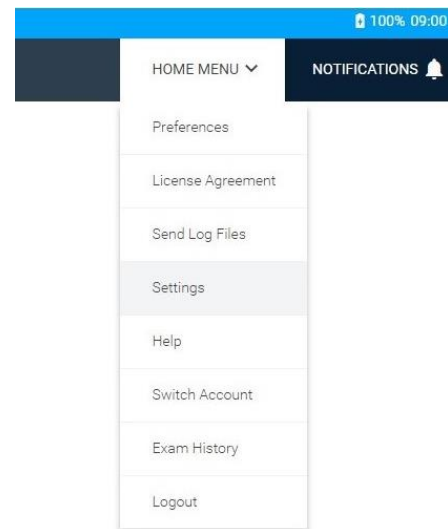 100% 09:00
HOME MENU NOTIFICATIONS
Preferences
License Agreement
Send Log Files
Settings
Help
Switch Account
Exam History
Logout